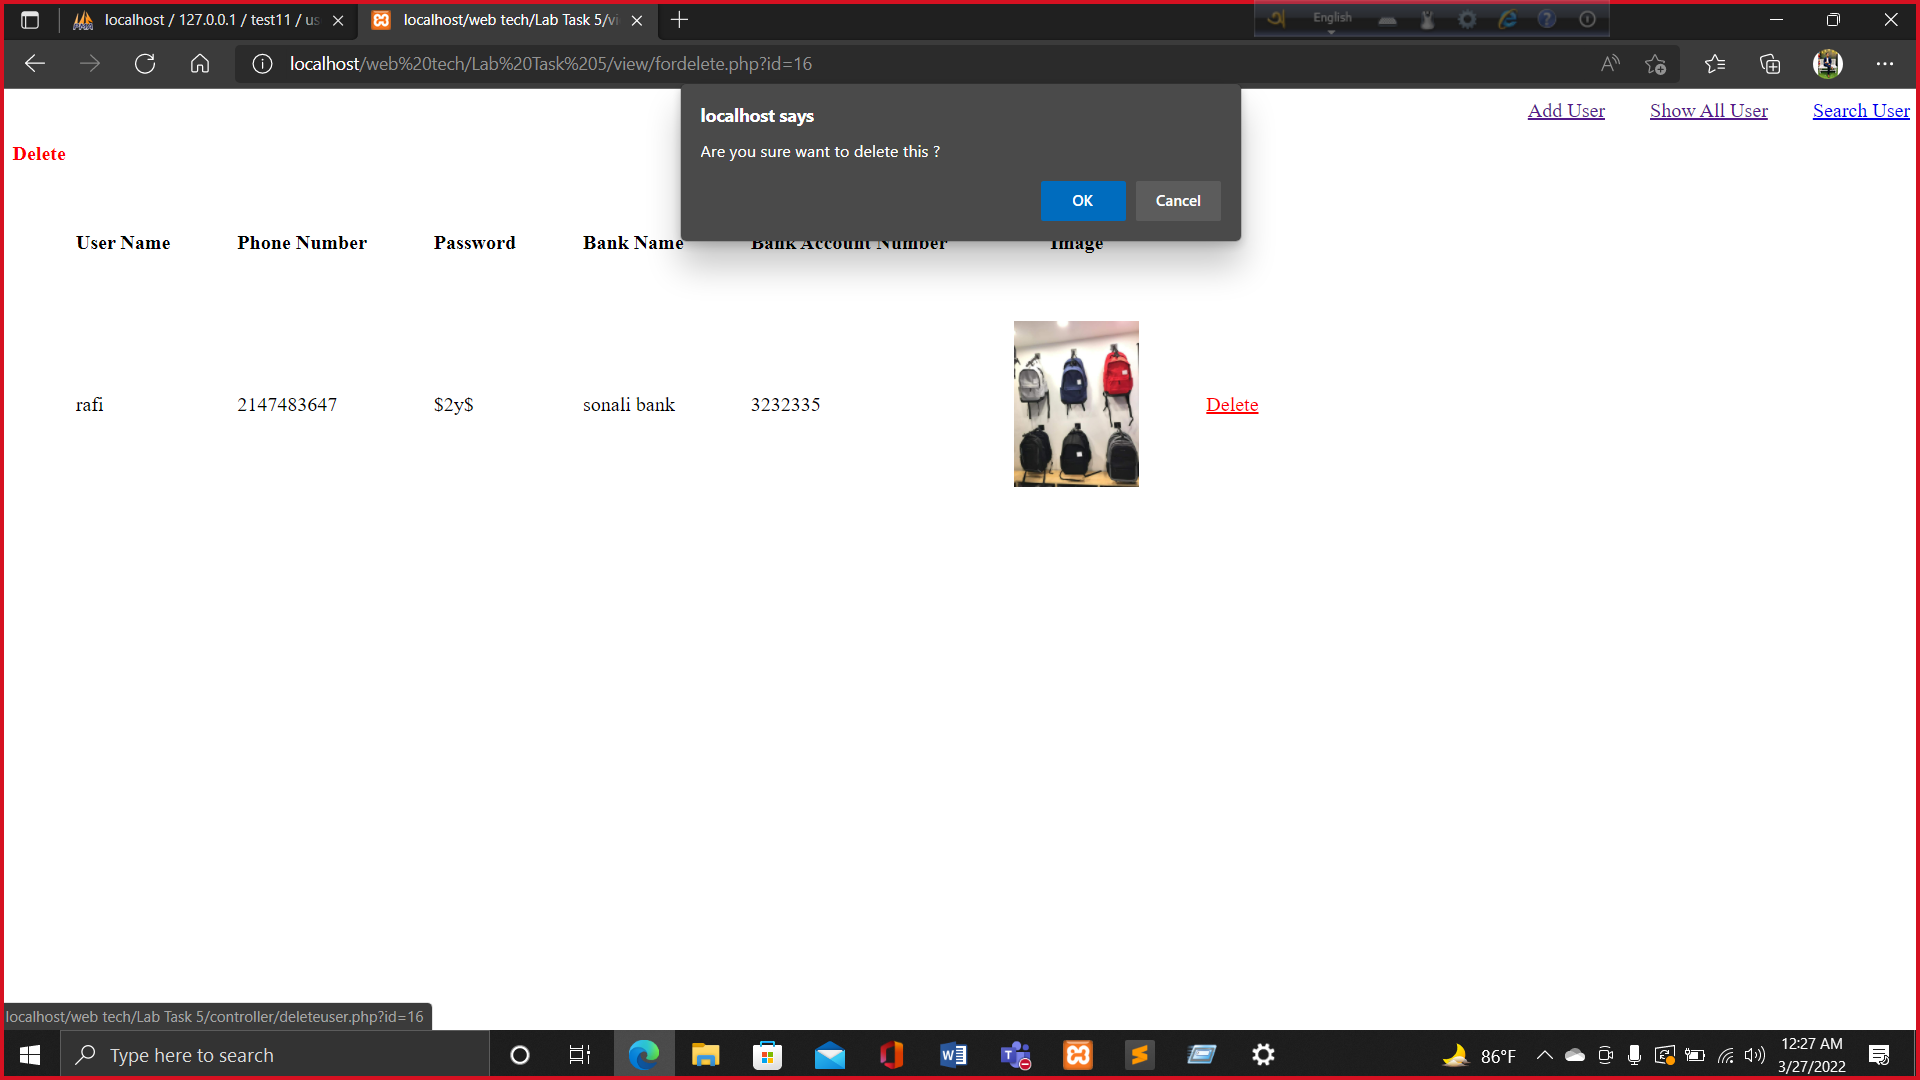 localhost / 127.0.0.1 / test11 / us
localhost/web tech/Lab Task 5/vi
English
localhost/web%20tech/Lab%20Task%205/view/fordelete.php?id=16
localhost says
Are you sure want to delete this ?
OK Cancel
Add User Show All User Search User
Delete
User Name Phone Number Password Bank Name Bank Account Number Image
rafi 2147483647 $2y$ sonali bank 3232335 Delete
localhost/web tech/Lab Task 5/controller/deleteuser.php?id=16
Type here to search
86°F
12:27 AM
3/27/2022